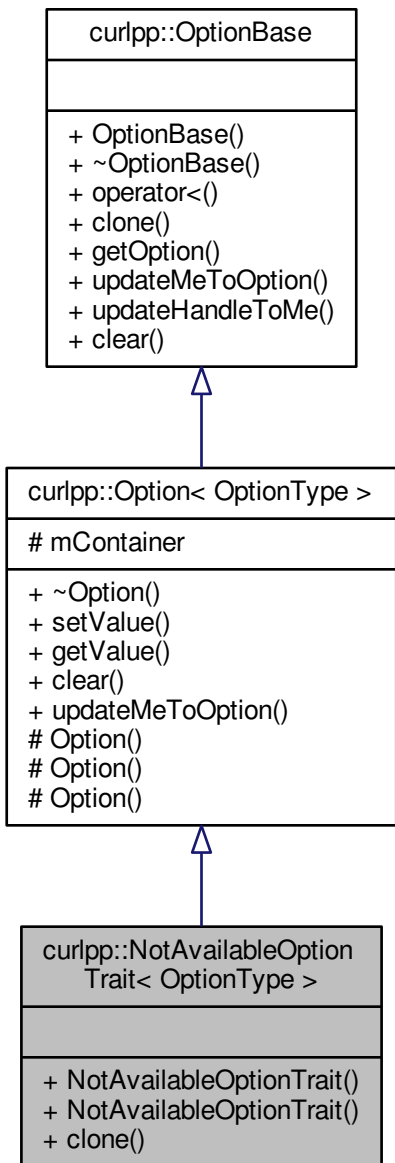 curlpp::OptionBase
+ OptionBase()
+ ~OptionBase()
+ operator<()
+ clone()
+ getOption()
+ updateMeToOption()
+ updateHandleToMe()
+ clear()
curlpp::Option< OptionType >
# mContainer
+ ~Option()
+ setValue()
+ getValue()
+ clear()
+ updateMeToOption()
# Option()
# Option()
# Option()
curlpp::NotAvailableOption
Trait< OptionType >
+ NotAvailableOptionTrait()
+ NotAvailableOptionTrait()
+ clone()